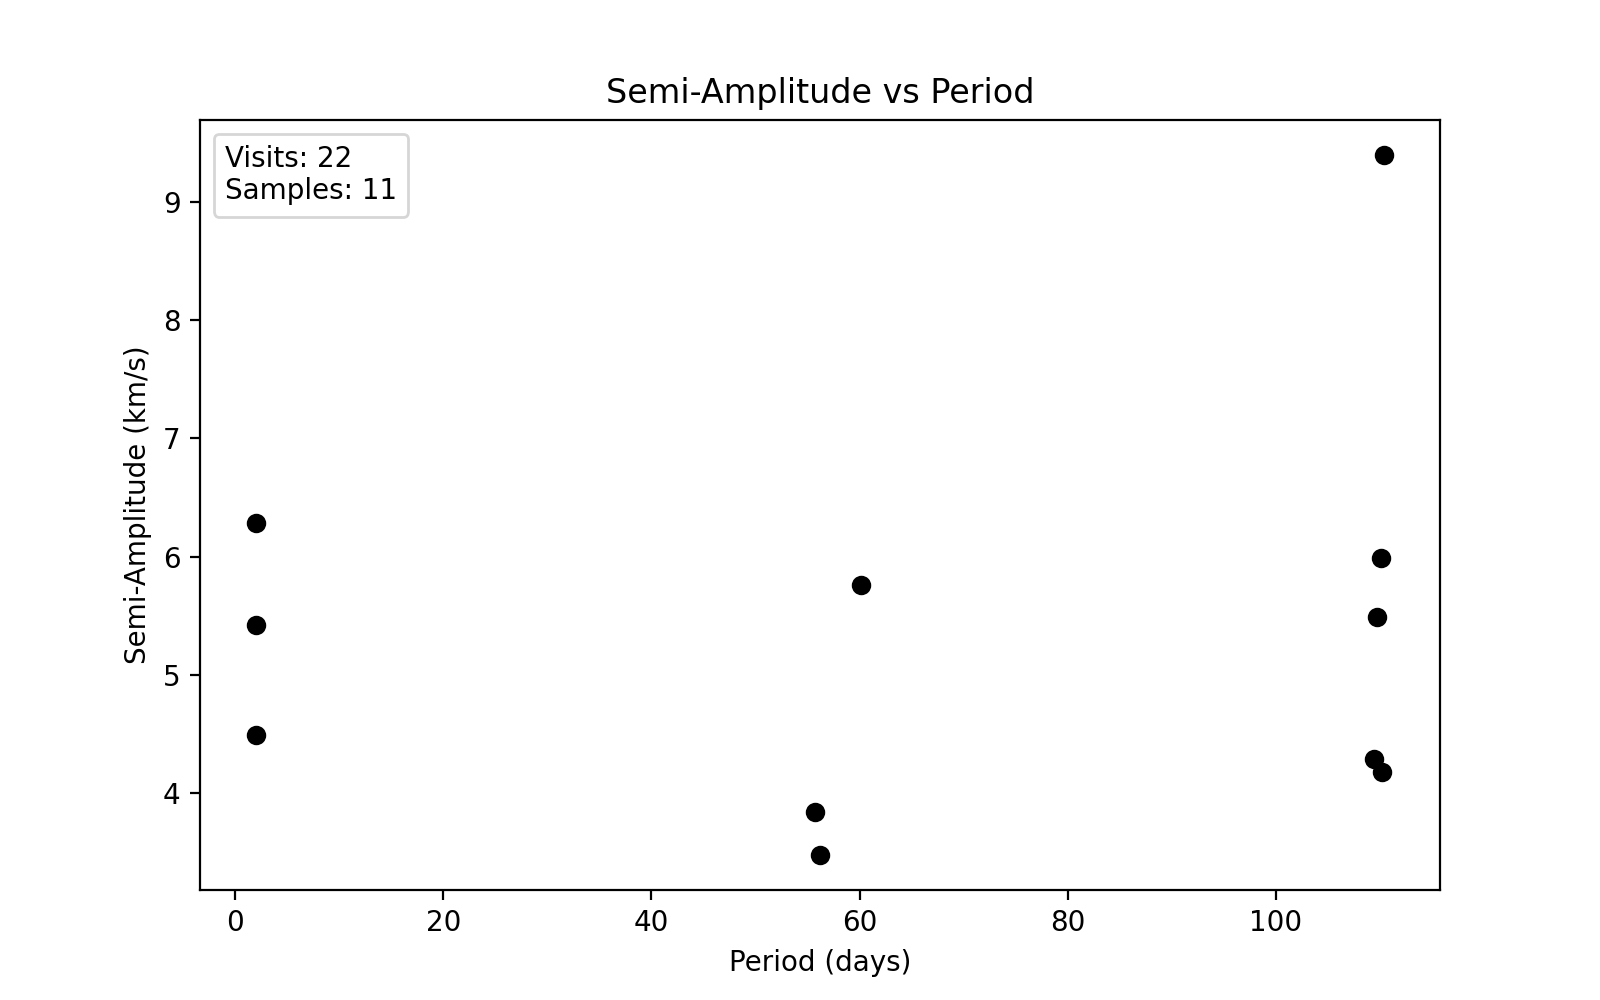 Semi-Amplitude vs Period
Visits: 22
Samples: 11
9
8
7
6
5
4
Semi-Amplitude (km/s)
0 20 40 60 80 100
Period (days)